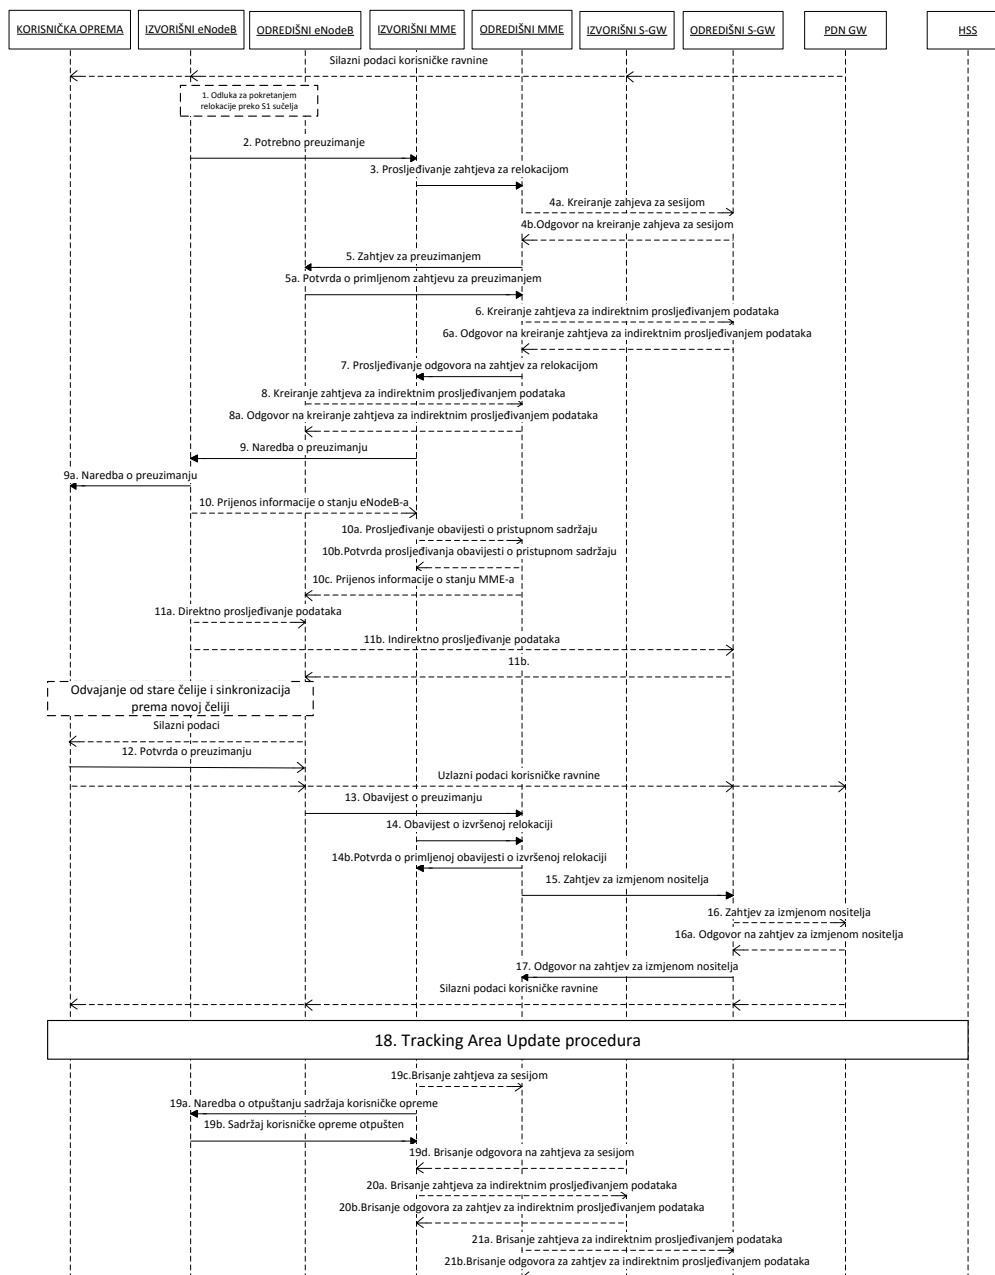 KORISNIČKA OPREMA
IZVORIŠNI eNodeB
ODREDIŠNI eNodeB
IZVORIŠNI MME
ODREDIŠNI MME
IZVORIŠNI S-GW
ODREDIŠNI S-GW
PDN GW
HSS
Silazni podaci korisničke ravnine
1. Odluka za pokretanjem
relokacije preko S1 sučelja
2. Potrebno preuzimanje
3. Prosljeđivanje zahtjeva za relokacijom
4a. Kreiranje zahjeva za sesijom
4b.Odgovor na kreiranje zahjeva za sesijom
5. Zahtjev za preuzimanjem
5a. Potvrda o primljenom zahtjevu za preuzimanjem
6. Kreiranje zahtjeva za indirektnim prosljeđivanjem podataka
6a. Odgovor na kreiranje zahtjeva za indirektnim prosljeđivanjem podataka
7. Prosljeđivanje odgovora na zahtjev za relokacijom
8. Kreiranje zahtjeva za indirektnim prosljeđivanjem podataka
8a. Odgovor na kreiranje zahtjeva za indirektnim prosljeđivanjem podataka
9. Naredba o preuzimanju
9a. Naredba o preuzimanju
10. Prijenos informacije o stanju eNodeB-a
10a. Prosljeđivanje obavijesti o pristupnom sadržaju
10b.Potvrda prosljeđivanja obavijesti o pristupnom sadržaju
10c. Prijenos informacije o stanju MME-a
11a. Direktno prosljeđivanje podataka
11b. Indirektno prosljeđivanje podataka
11b.
Odvajanje od stare čelije i sinkronizacija
prema novoj čeliji
Silazni podaci
12. Potvrda o preuzimanju
Uzlazni podaci korisničke ravnine
13. Obavijest o preuzimanju
14. Obavijest o izvršenoj relokaciji
14b.Potvrda o primljenoj obavijesti o izvršenoj relokaciji
15. Zahtjev za izmjenom nositelja
16. Zahtjev za izmjenom nositelja
16a. Odgovor na zahtjev za izmjenom nositelja
17. Odgovor na zahtjev za izmjenom nositelja
Silazni podaci korisničke ravnine
18. Tracking Area Update procedura
19c.Brisanje zahtjeva za sesijom
19a. Naredba o otpuštanju sadržaja korisničke opreme
19b. Sadržaj korisničke opreme otpušten
19d. Brisanje odgovora na zahtjeva za sesijom
20a. Brisanje zahtjeva za indirektnim prosljeđivanjem podataka
20b.Brisanje odgovora za zahtjev za indirektnim prosljeđivanjem podataka
21a. Brisanje zahtjeva za indirektnim prosljeđivanjem podataka
21b.Brisanje odgovora za zahtjev za indirektnim prosljeđivanjem podataka